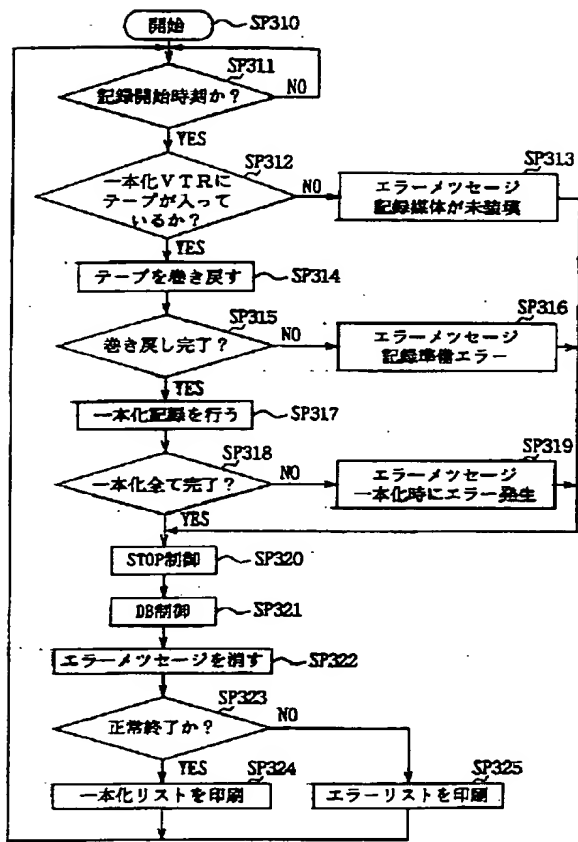 開始
SP310
SP311
記録開始時刻か？
NO
YES
SP312
一本化VTRに
テープが入って
いるか？
NO
YES
SP313
エラーメッセージ
記録媒体が未装填
テープを巻き戻す
SP314
SP315
巻き戻し完了？
NO
YES
SP316
エラーメッセージ
記録準備エラー
一本化記録を行う
SP317
SP318
一本化全て完了？
NO
YES
SP319
エラーメッセージ
一本化時にエラー発生
STOP制御
SP320
DB制御
SP321
エラーメッセージを消す
SP322
SP323
正常終了か？
NO
YES
SP324
一本化リストを印刷
SP325
エラーリストを印刷